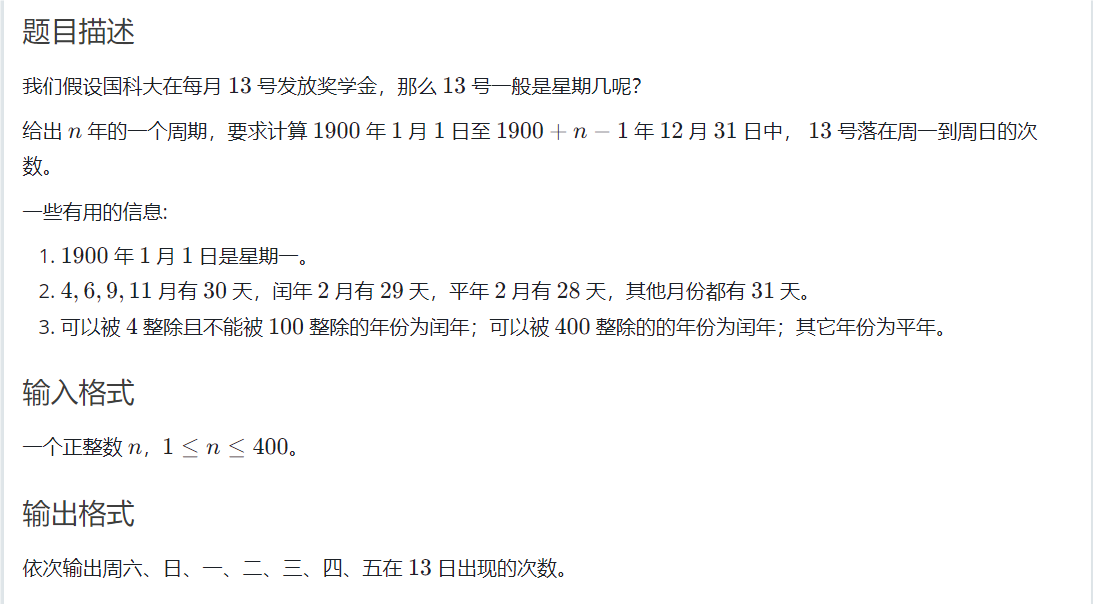 题目描述
我们假设国科大在每月 13 号发放奖学金，那么 13 号一般是星期几呢？
给出 n 年的一个周期，要求计算 1900 年 1 月 1 日至 1900 + n − 1 年 12 月 31 日中， 13 号落在周一到周日的次
数。
一些有用的信息:
1. 1900 年 1 月 1 日是星期一。
2. 4, 6, 9, 11 月有 30 天，闰年 2 月有 29 天，平年 2 月有 28 天，其他月份都有 31 天。
3. 可以被 4 整除且不能被 100 整除的年份为闰年；可以被 400 整除的的年份为闰年；其它年份为平年。
输入格式
一个正整数 n，1 ≤ n ≤ 400。
输出格式
依次输出周六、日、一、二、三、四、五在 13 日出现的次数。